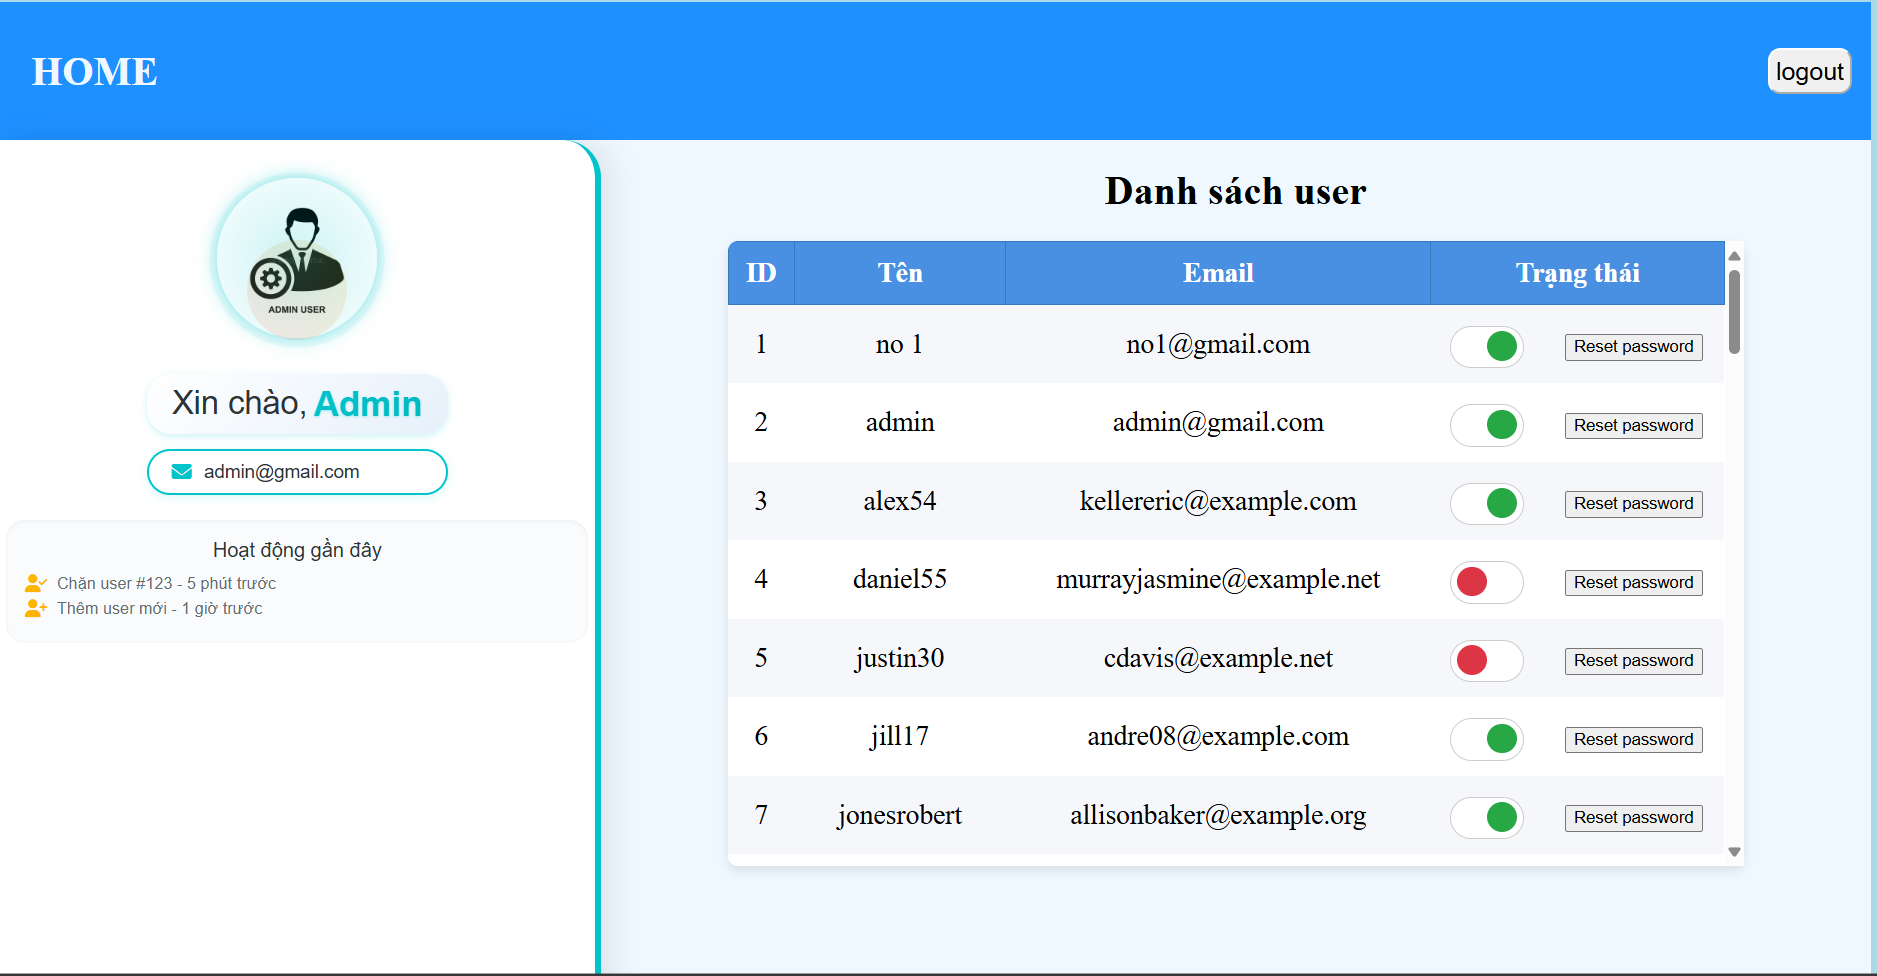 HOME
logout
ADMIN USER
Xin chào, Admin
admin@gmail.com
Hoạt động gần đây
Chặn user #123 - 5 phút trước
Thêm user mới - 1 giờ trước
Danh sách user
ID Tên Email Trạng thái
1 no 1 no1@gmail.com Reset password
2 admin admin@gmail.com Reset password
3 alex54 kellereric@example.com Reset password
4 daniel55 murrayjasmine@example.net Reset password
5 justin30 cdavis@example.net Reset password
6 jill17 andre08@example.com Reset password
7 jonesrobert allisonbaker@example.org Reset password